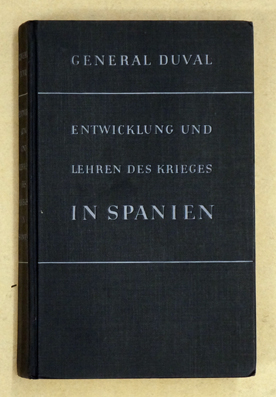 GENERAL DUVAL
ENTWICKLUNG UND
LEHREN DES KRIEGES
IN SPANIEN